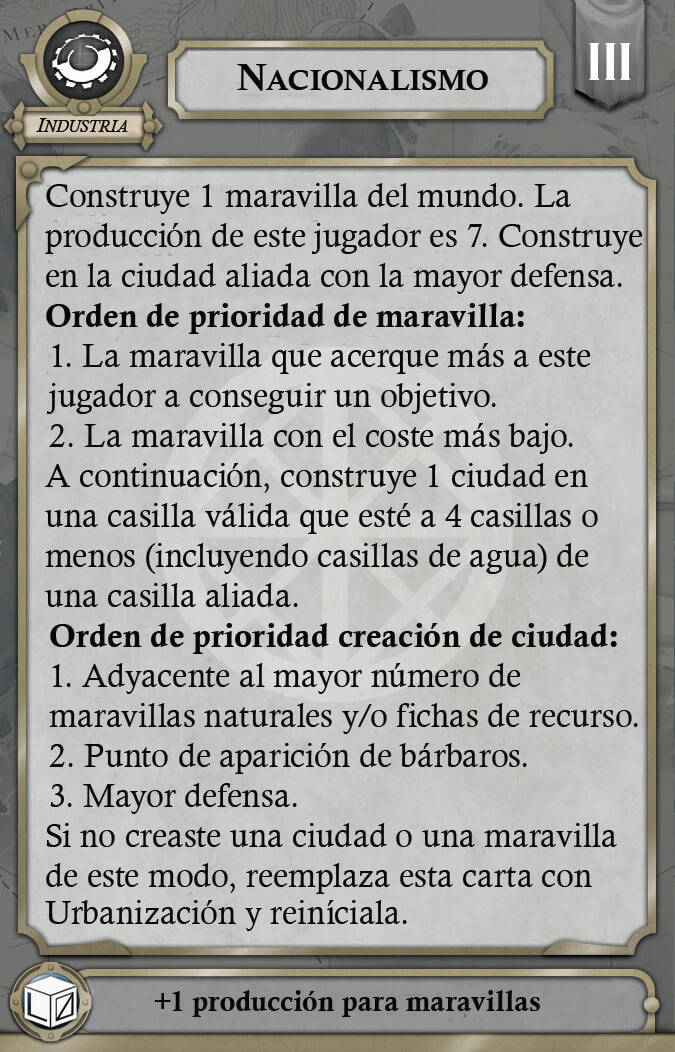 Nacionalismo
III
Industria
Construye 1 maravilla del mundo. La
producción de este jugador es 7. Construye
en la ciudad aliada con la mayor defensa.
Orden de prioridad de maravilla:
1. La maravilla que acerque más a este
jugador a conseguir un objetivo.
2. La maravilla con el coste más bajo.
A continuación, construye 1 ciudad en
una casilla válida que esté a 4 casillas o
menos (incluyendo casillas de agua) de
una casilla aliada.
Orden de prioridad creación de ciudad:
1. Adyacente al mayor número de
maravillas naturales y/o fichas de recurso.
2. Punto de aparición de bárbaros.
3. Mayor defensa.
Si no creaste una ciudad o una maravilla
de este modo, reemplaza esta carta con
Urbanización y reiníciala.
+1 producción para maravillas